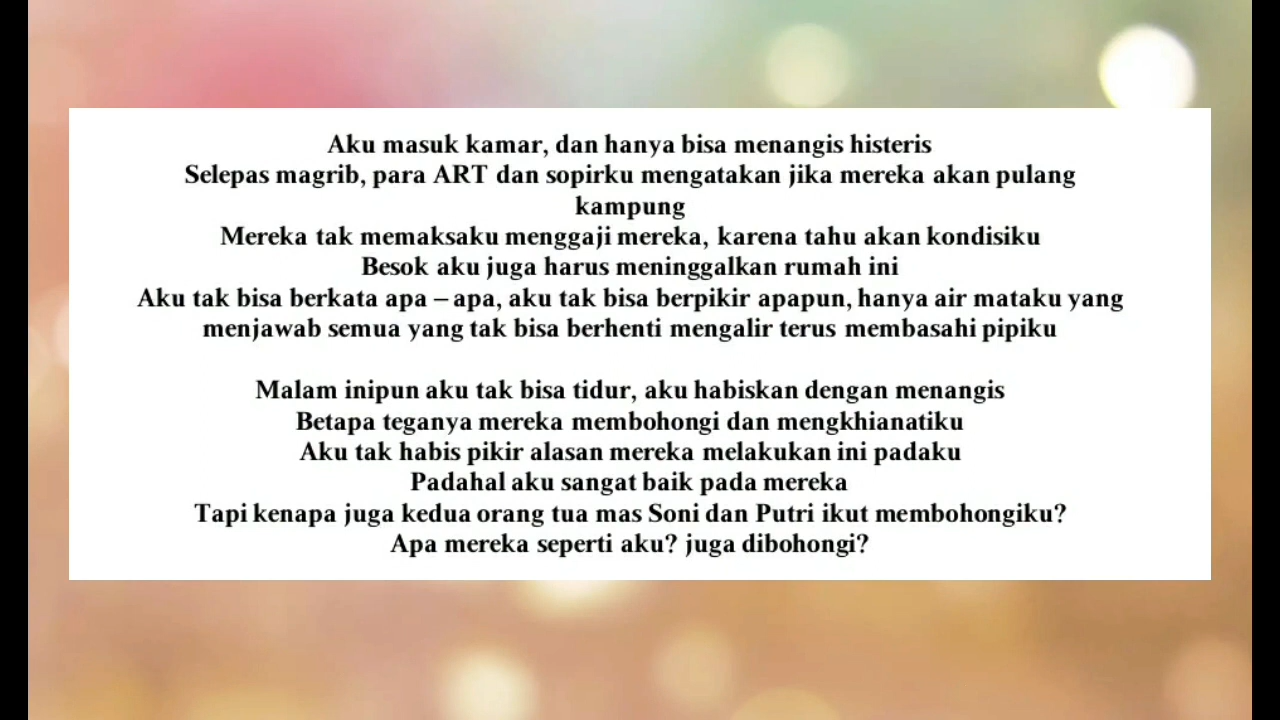 Aku masuk kamar, dan hanya bisa menangis histeris
Selepas magrib, para ART dan sopirku mengatakan jika mereka akan pulang
kampung
Mereka tak memaksaku menggaji mereka, karena tahu akan kondisiku
Besok aku juga harus meninggalkan rumah ini
Aku tak bisa berkata apa – apa, aku tak bisa berpikir apapun, hanya air mataku yang
menjawab semua yang tak bisa berhenti mengalir terus membasahi pipiku
Malam inipun aku tak bisa tidur, aku habiskan dengan menangis
Betapa teganya mereka membohongi dan mengkhianatiku
Aku tak habis pikir alasan mereka melakukan ini padaku
Padahal aku sangat baik pada mereka
Tapi kenapa juga kedua orang tua mas Soni dan Putri ikut membohongiku?
Apa mereka seperti aku? juga dibohongi?